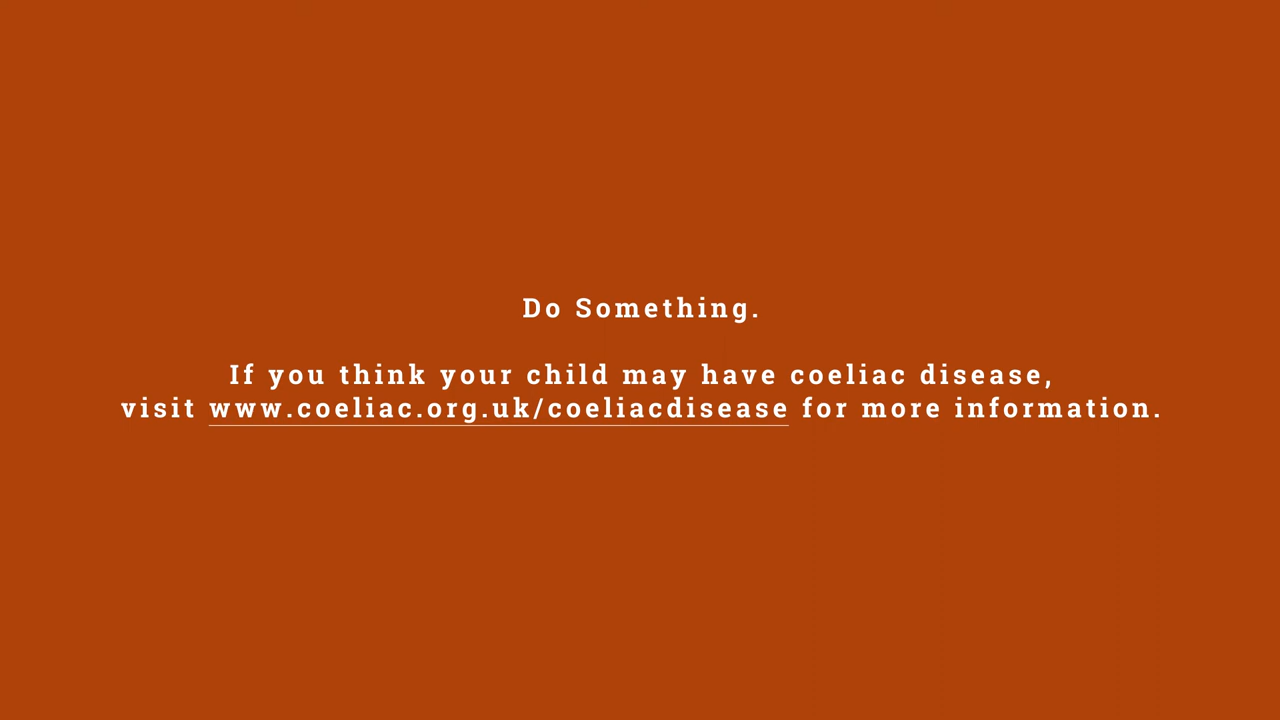 Do Something.
If you think your child may have coeliac disease,
visit www.coeliac.org.uk/coeliacdisease for more information.